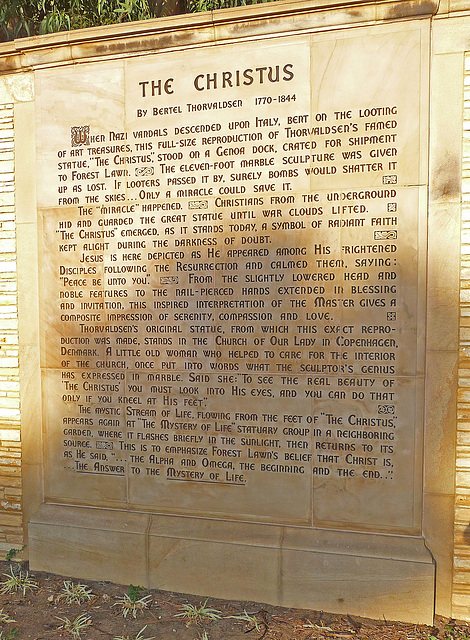 THE CHRISTUS
BY BERTEL THORVALDSEN 1770-1844
WHEN NAZI VANDALS DESCENDED UPON ITALY, BENT ON THE LOOTING
OF ART TREASURES, THIS FULL-SIZE REPRODUCTION OF THORVALDSEN'S FAMED
STATUE, "THE CHRISTUS," STOOD ON A GENOA DOCK, CRATED FOR SHIPMENT
TO FOREST LAWN. THE ELEVEN-FOOT MARBLE SCULPTURE WAS GIVEN
UP AS LOST. IF LOOTERS PASSED IT BY, SURELY BOMBS WOULD SHATTER IT
FROM THE SKIES... ONLY A MIRACLE COULD SAVE IT.
THE "MIRACLE" HAPPENED. CHRISTIANS FROM THE UNDERGROUND
HID AND GUARDED THE GREAT STATUE UNTIL WAR CLOUDS LIFTED.
"THE CHRISTUS" EMERGED, AS IT STANDS TODAY, A SYMBOL OF RADIANT FAITH
KEPT ALIGHT DURING THE DARKNESS OF DOUBT.
JESUS IS HERE DEPICTED AS HE APPEARED AMONG HIS FRIGHTENED
DISCIPLES FOLLOWING THE RESURRECTION AND CALMED THEM, SAYING:
"PEACE BE UNTO YOU." FROM THE SLIGHTLY LOWERED HEAD AND
NOBLE FEATURES TO THE NAIL-PIERCED HANDS EXTENDED IN BLESSING
AND INVITATION, THIS INSPIRED INTERPRETATION OF THE MASTER GIVES A
COMPOSITE IMPRESSION OF SERENITY, COMPASSION AND LOVE.
THORVALDSEN'S ORIGINAL STATUE, FROM WHICH THIS EXACT REPRO-
DUCTION WAS MADE, STANDS IN THE CHURCH OF OUR LADY IN COPENHAGEN,
DENMARK. A LITTLE OLD WOMAN WHO HELPED TO CARE FOR THE INTERIOR
OF THE CHURCH, ONCE PUT INTO WORDS WHAT THE SCULPTOR'S GENIUS
HAS EXPRESSED IN MARBLE. SAID SHE: "TO SEE THE REAL BEAUTY OF
'THE CHRISTUS' YOU MUST LOOK INTO HIS EYES, AND YOU CAN DO THAT
ONLY IF YOU KNEEL AT HIS FEET."
THE MYSTIC STREAM OF LIFE, FLOWING FROM THE FEET OF "THE CHRISTUS,"
APPEARS AGAIN AT "THE MYSTERY OF LIFE" STATUARY GROUP IN A NEIGHBORING
GARDEN, WHERE IT FLASHES BRIEFLY IN THE SUNLIGHT, THEN RETURNS TO ITS
SOURCE. THIS IS TO EMPHASIZE FOREST LAWN'S BELIEF THAT CHRIST IS,
AS HE SAID, "... THE ALPHA AND OMEGA, THE BEGINNING AND THE END..."
...THE ANSWER TO THE MYSTERY OF LIFE.